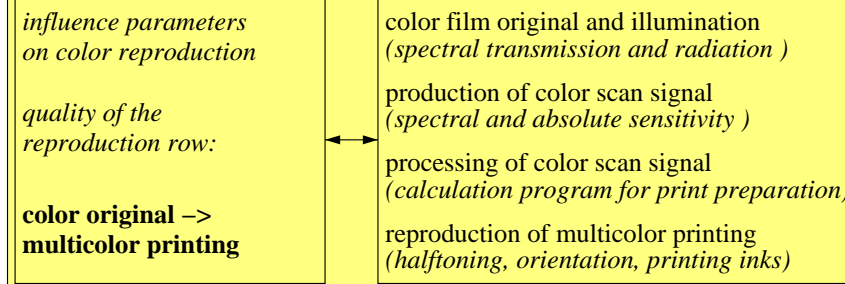 influence parameters
on color reproduction
quality of the
reproduction row:
color original −>
multicolor printing
color film original and illumination
(spectral transmission and radiation )
production of color scan signal
(spectral and absolute sensitivity )
processing of color scan signal
(calculation program for print preparation)
reproduction of multicolor printing
(halftoning, orientation, printing inks)